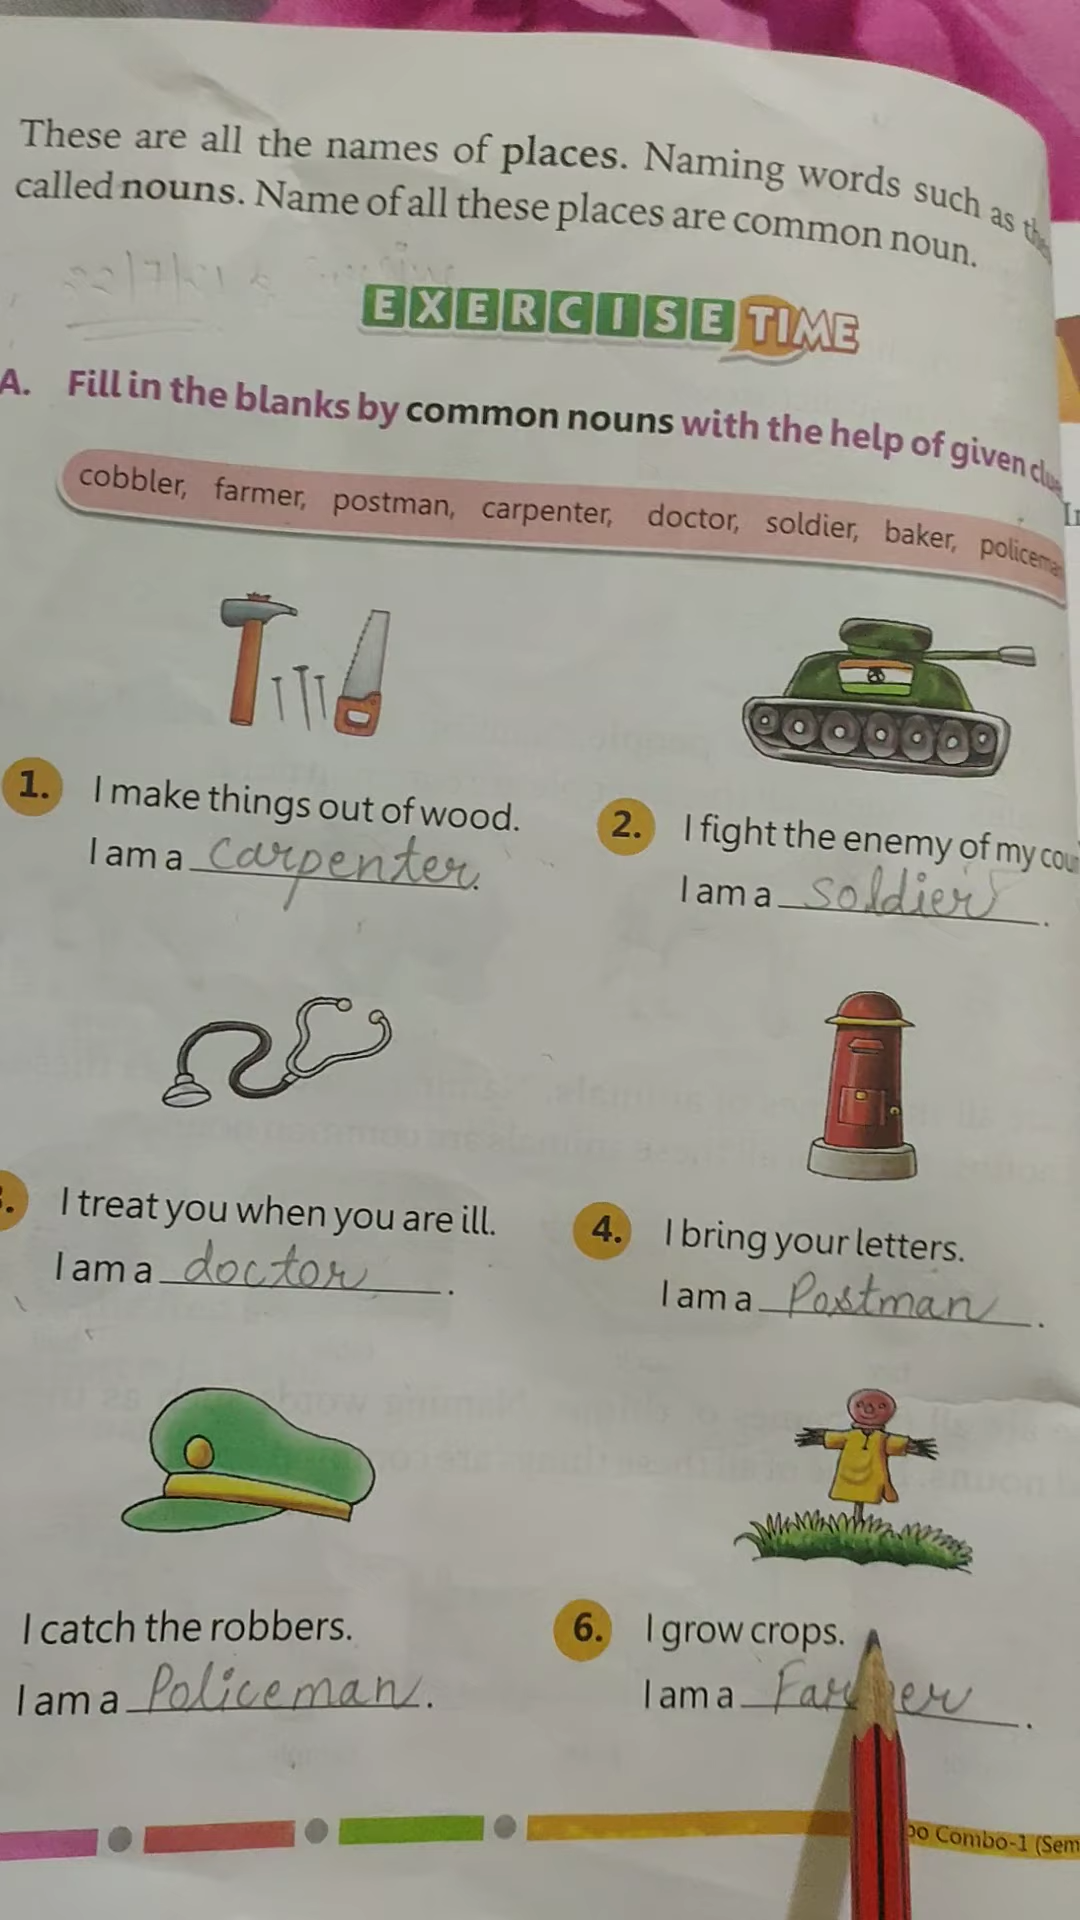 These are all the names of places. Naming words such as
called nouns. Name of all these places are common noun.
EXERCISE TIME
A. Fill in the blanks by common nouns with the help of given
cobbler, farmer, postman, carpenter, doctor, soldier, baker,
1. I make things out of wood.
I am a carpenter.
2. I fight the enemy of my
I am a soldier.
I treat you when you are ill.
I am a doctor.
4. I bring your letters.
I am a Postman.
I catch the robbers.
I am a Policeman.
6. I grow crops.
I am a
Combo-1 (Sem